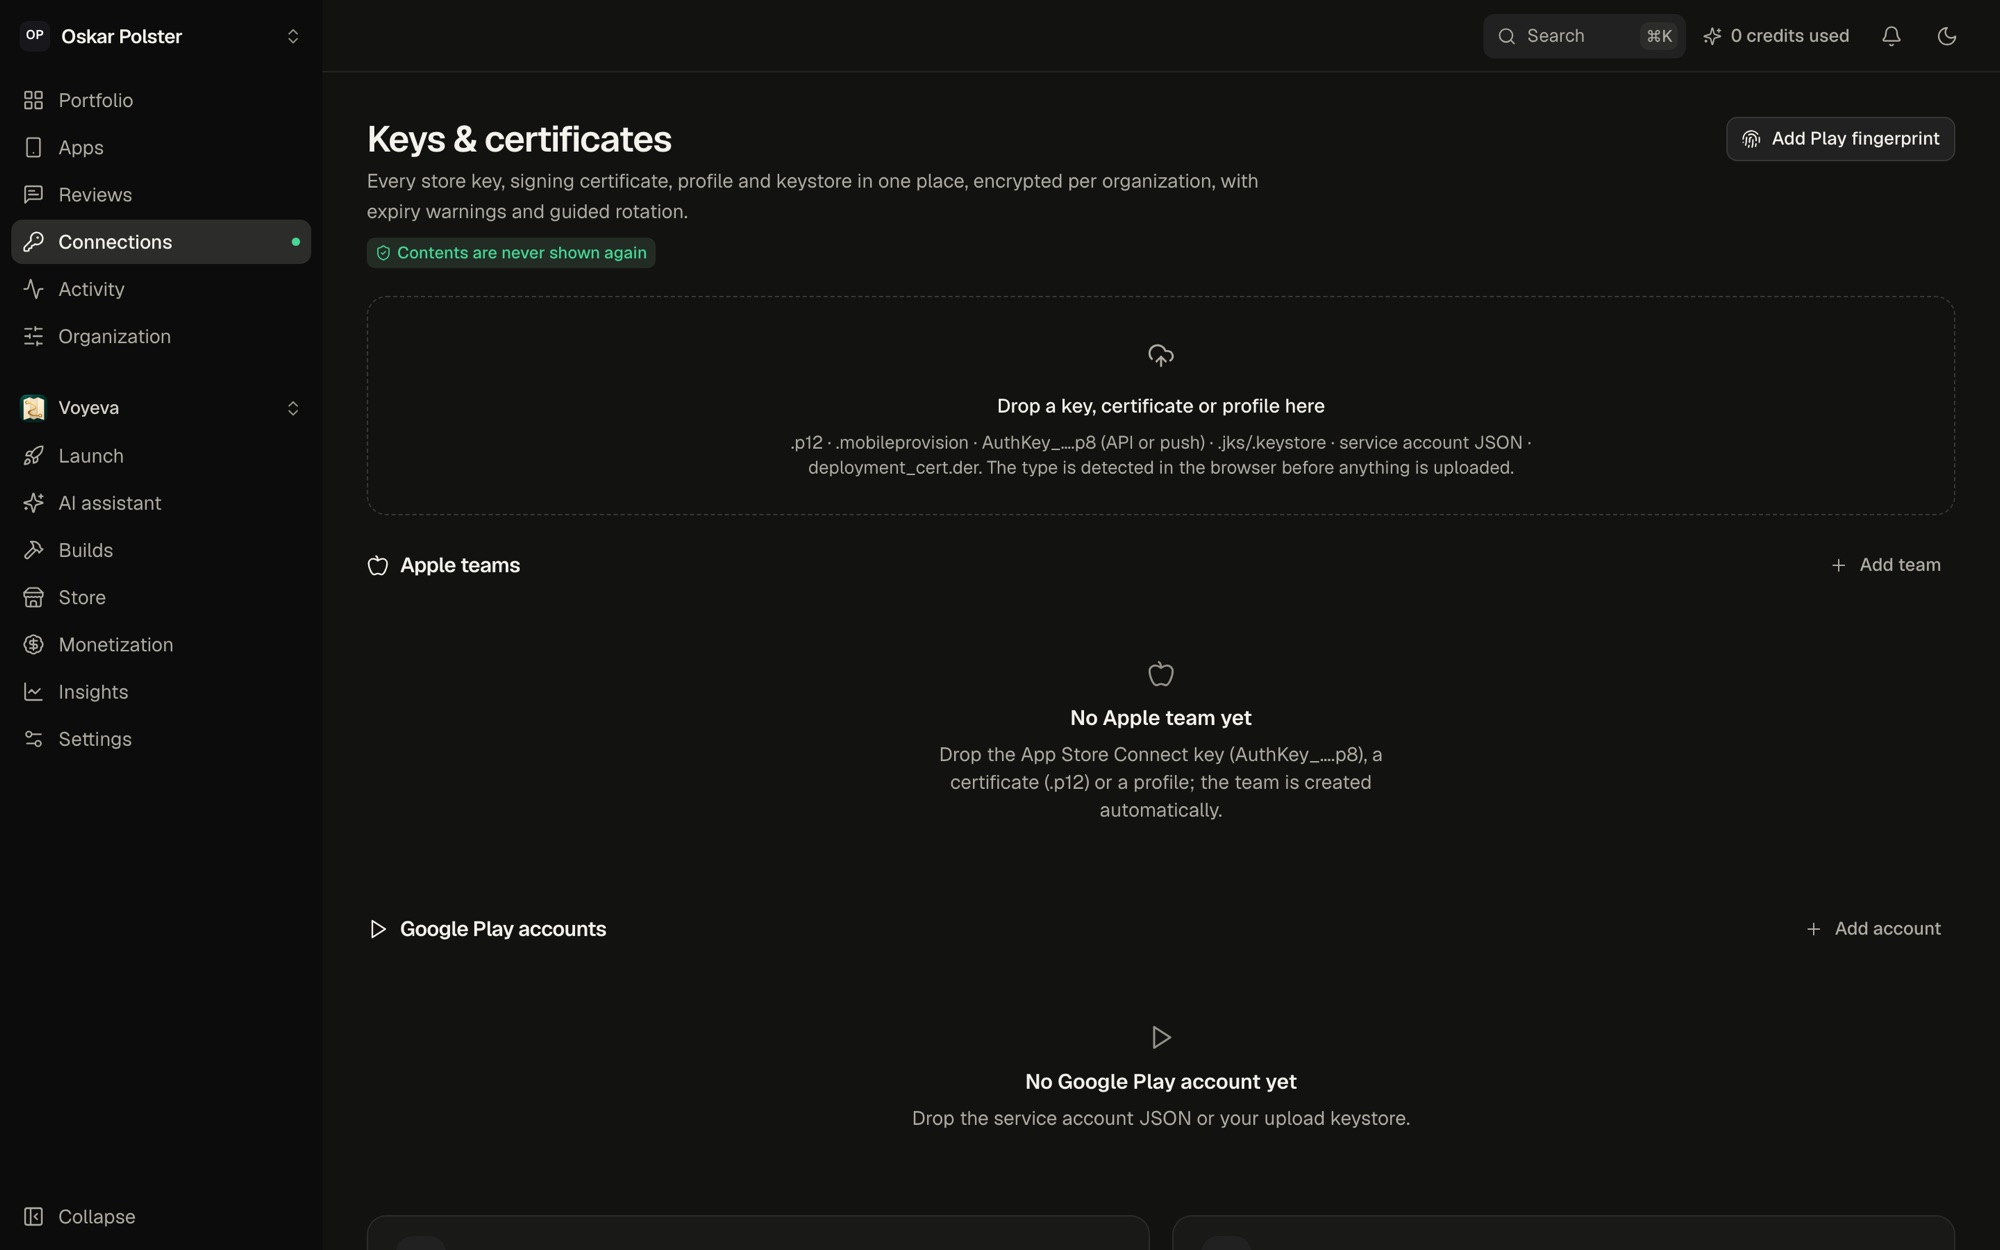 OP
Oskar Polster
Search
⌘K
0 credits used
Portfolio
Apps
Reviews
Connections
Activity
Organization
Voyeva
Launch
AI assistant
Builds
Store
Monetization
Insights
Settings
Collapse
Keys & certificates
Add Play fingerprint
Every store key, signing certificate, profile and keystore in one place, encrypted per organization, with
expiry warnings and guided rotation.
Contents are never shown again
Drop a key, certificate or profile here
.p12 · .mobileprovision · AuthKey_….p8 (API or push) · .jks/.keystore · service account JSON ·
deployment_cert.der. The type is detected in the browser before anything is uploaded.
Apple teams
Add team
No Apple team yet
Drop the App Store Connect key (AuthKey_….p8), a
certificate (.p12) or a profile; the team is created
automatically.
Google Play accounts
Add account
No Google Play account yet
Drop the service account JSON or your upload keystore.